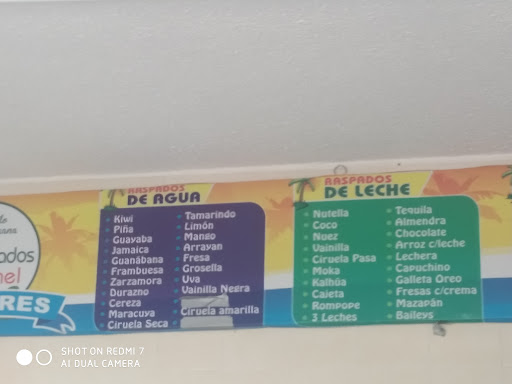 ados
nel
RES
RASPADOS
DE AGUA
Kiwi
Piña
Guayaba
Jamaica
Guanábana
Frambuesa
Zarzamora
Durazno
Cereza
Maracuya
Ciruela Seca
Tamarindo
Limón
Mango
Arrayan
Fresa
Grosella
Uva
Vainilla Negra
Ciruela amarilla
RASPADOS
DE LECHE
Nutella
Coco
Nuez
Vainilla
Ciruela Pasa
Moka
Kalhúa
Cajeta
Rompope
3 Leches
Tequila
Almendra
Chocolate
Arroz c/leche
Lechera
Capuchino
Galleta Oreo
Fresas c/crema
Mazapán
Baileys
SHOT ON REDMI 7
AI DUAL CAMERA